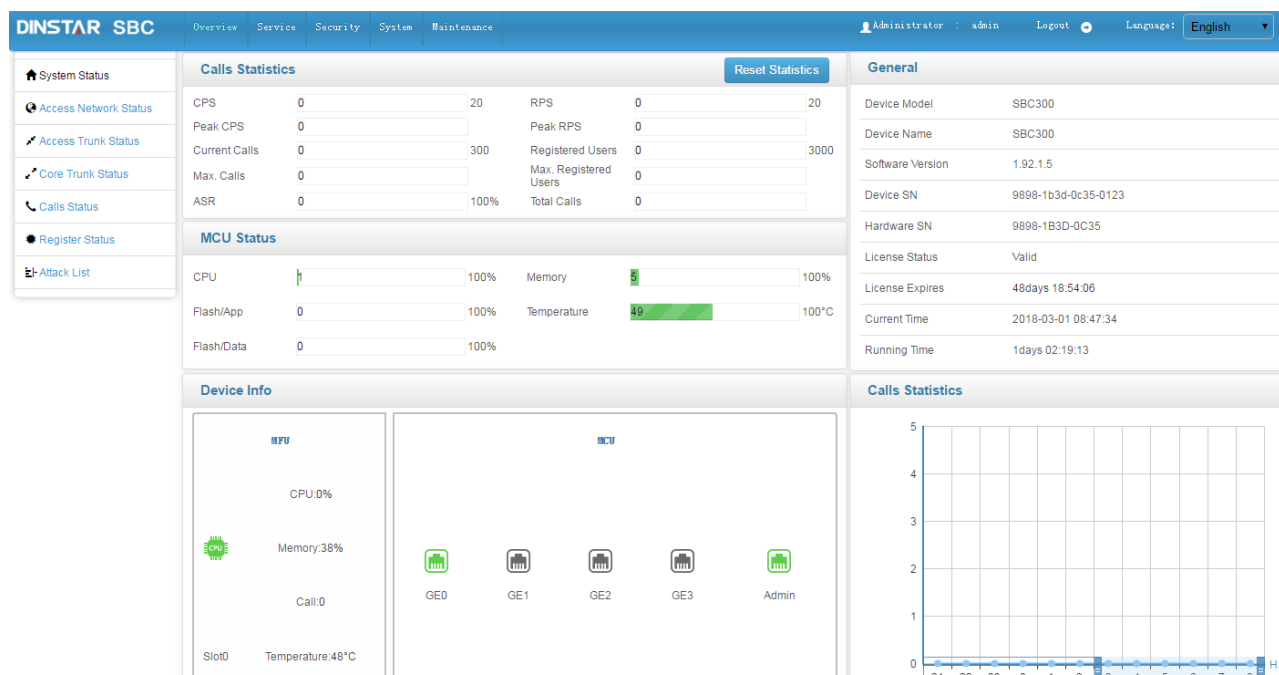 DINSTAR SBC
Overview Service Security System Maintenance
Administrator : admin Logout Language: English
System Status
Access Network Status
Access Trunk Status
Core Trunk Status
Calls Status
Register Status
Attack List
Calls Statistics Reset Statistics
CPS 0 20 RPS 0 20
Peak CPS 0 Peak RPS 0
Current Calls 0 300 Registered Users 0 3000
Max. Calls 0 Max. Registered Users 0
ASR 0 100% Total Calls 0
MCU Status
CPU 1 100% Memory 5 100%
Flash/App 0 100% Temperature 49 100°C
Flash/Data 0 100%
Device Info
MFU
CPU:0%
CPU
Memory:38%
Call:0
Slot0 Temperature:48°C
MCU
GE0 GE1 GE2 GE3 Admin
General
Device Model SBC300
Device Name SBC300
Software Version 1.92.1.5
Device SN 9898-1b3d-0c35-0123
Hardware SN 9898-1B3D-0C35
License Status Valid
License Expires 48days 18:54:06
Current Time 2018-03-01 08:47:34
Running Time 1days 02:19:13
Calls Statistics
5
4
3
2
1
0
H